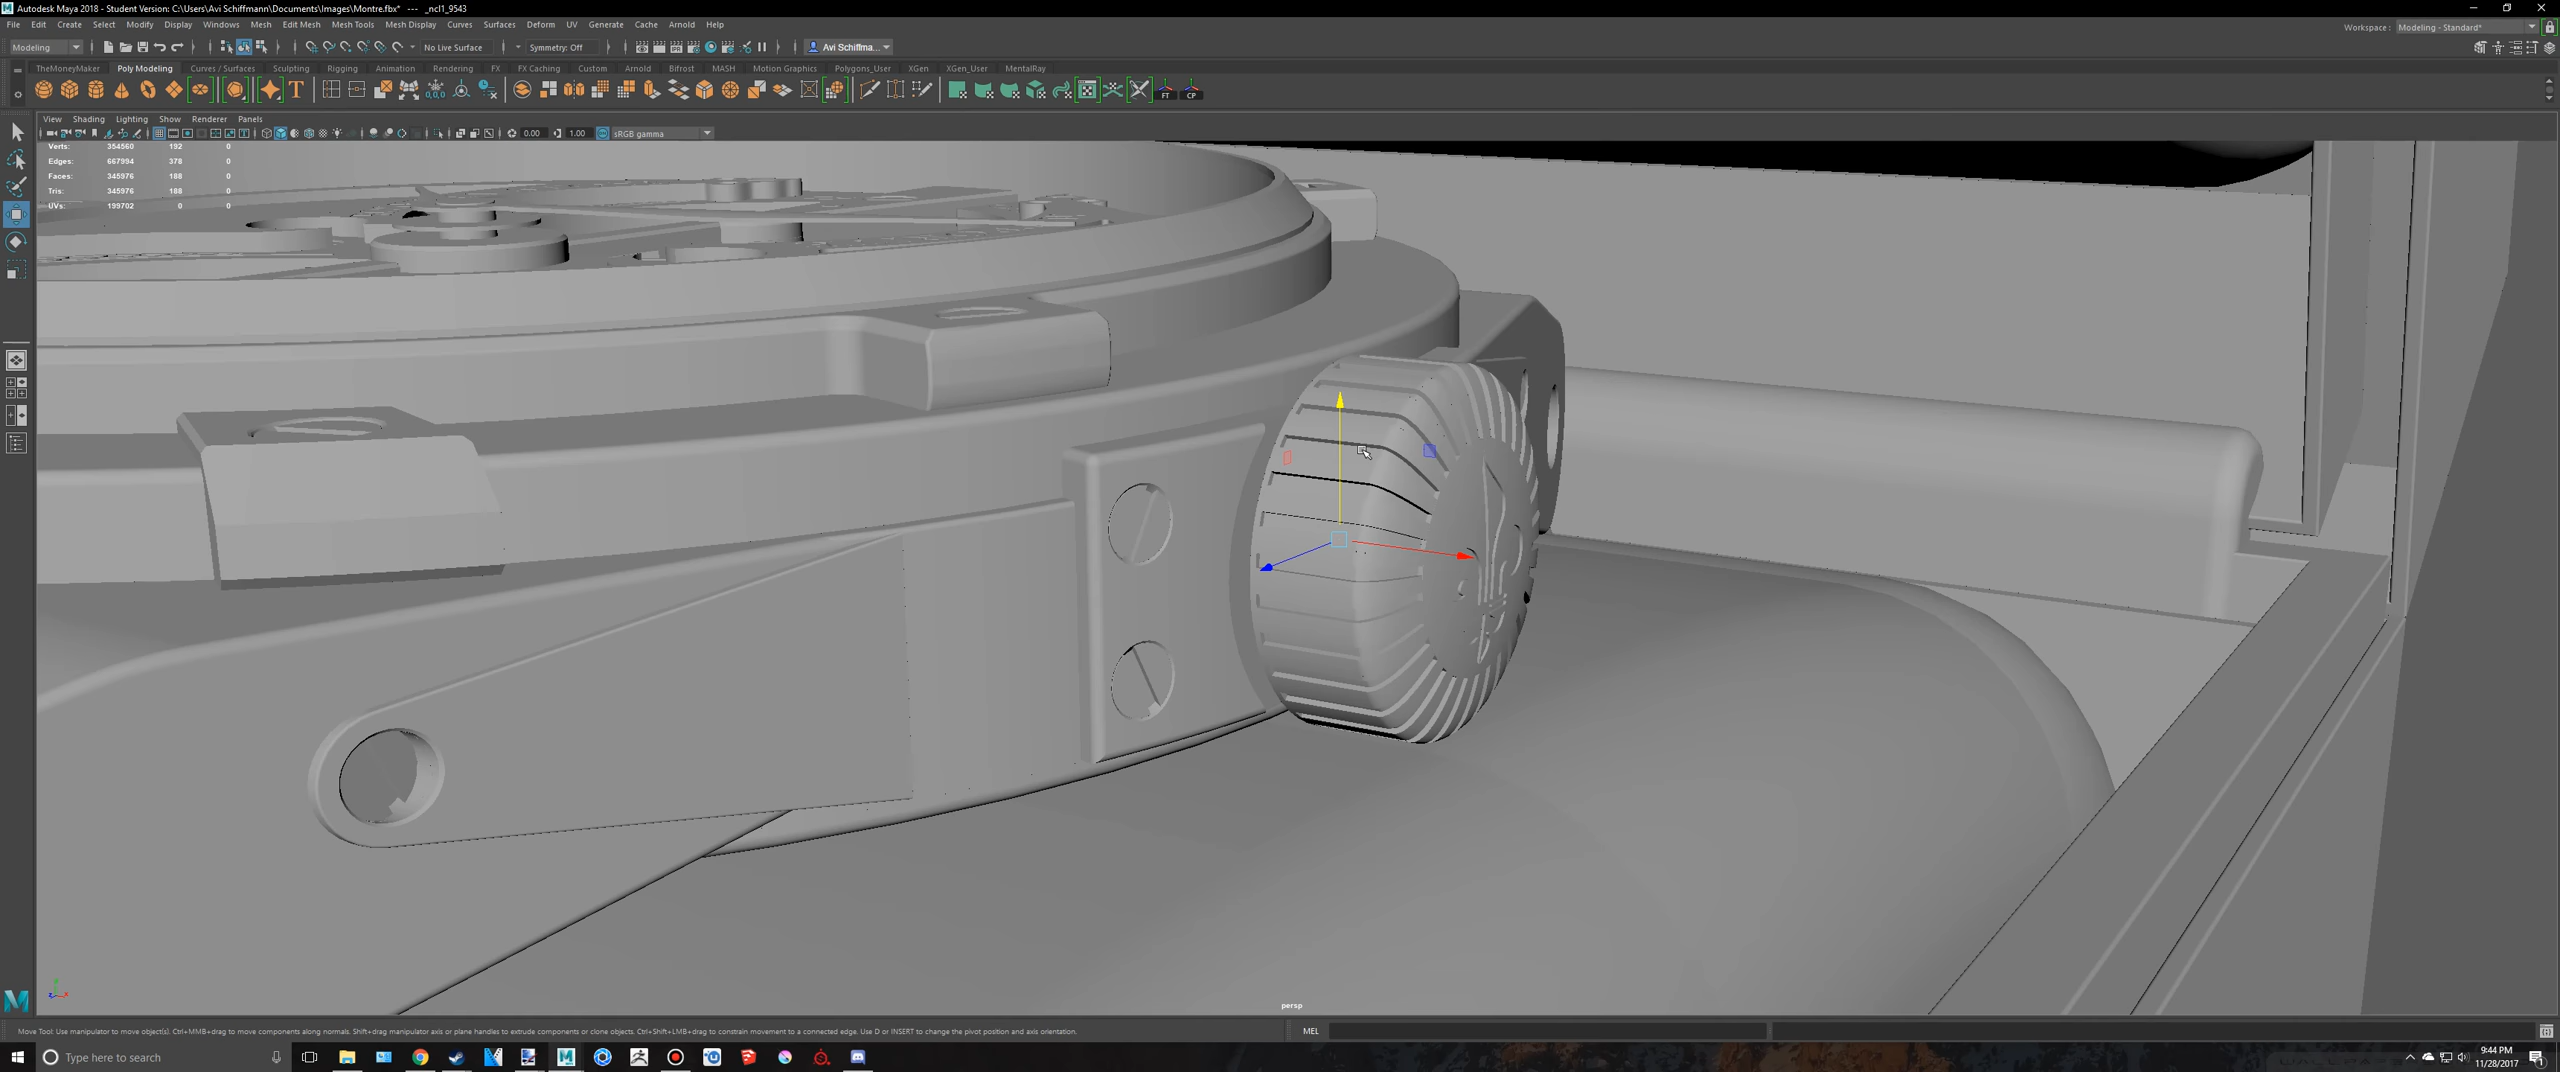 Autodesk Maya 2018 - Student Version: C:\Users\Avi Schiffmann\Documents\Images\Montre.fbx*   ---   _ncl1_9543
File Edit Create Select Modify Display Windows Mesh Edit Mesh Mesh Tools Mesh Display Curves Surfaces Deform UV Generate Cache Arnold Help
Workspace : Modeling - Standard*
Modeling No Live Surface Symmetry: Off Avi Schiffma...
TheMoneyMaker Poly Modeling Curves / Surfaces Sculpting Rigging Animation Rendering FX FX Caching Custom Arnold Bifrost MASH Motion Graphics Polygons_User XGen XGen_User MentalRay
FT CP
View Shading Lighting Show Renderer Panels
0.00 1.00 sRGB gamma
Verts: 354560 192 0
Edges: 667994 378 0
Faces: 345976 188 0
Tris: 345976 188 0
UVs: 199702 0 0
persp
Move Tool: Use manipulator to move object(s). Ctrl+MMB+drag to move components along normals. Shift+drag manipulator axis or plane handles to extrude components or clone objects. Ctrl+Shift+LMB+drag to constrain movement to a connected edge. Use D or INSERT to change the pivot position and axis orientation.
MEL
Type here to search
9:44 PM
11/28/2017